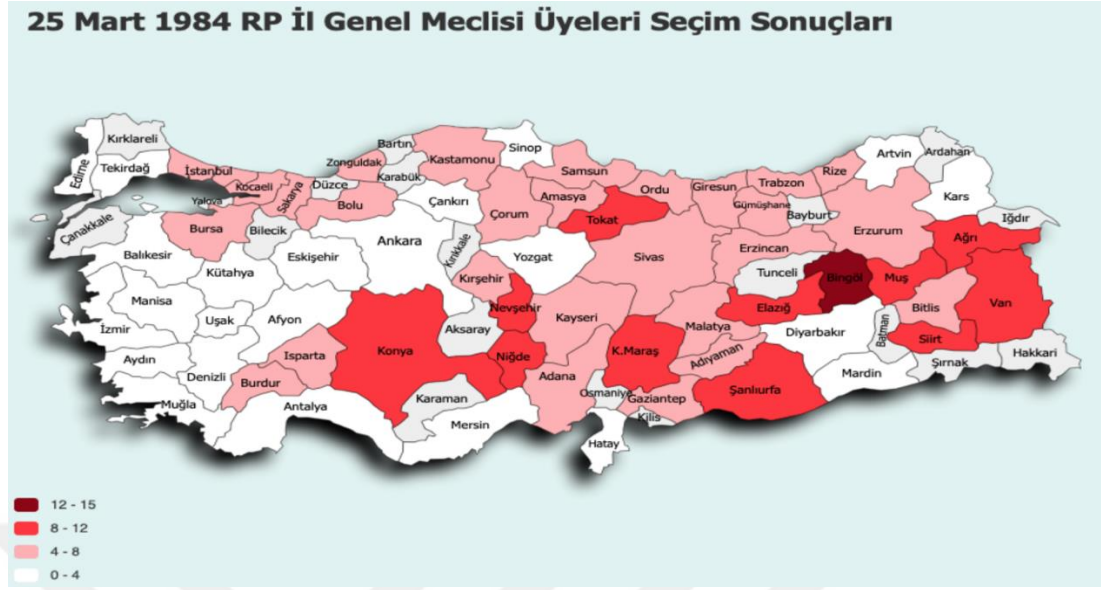 25 Mart 1984 RP İl Genel Meclisi Üyeleri Seçim Sonuçları
Kırklareli
Edirne
Tekirdağ
İstanbul
Kocaeli
Yalova
Sakarya
Düzce
Zonguldak
Bartın
Karabük
Kastamonu
Sinop
Samsun
Bolu
Çankırı
Çorum
Amasya
Tokat
Ordu
Giresun
Trabzon
Rize
Artvin
Ardahan
Gümüşhane
Bayburt
Kars
Iğdır
Çanakkale
Bursa
Bilecik
Balıkesir
Kütahya
Eskişehir
Ankara
Kırıkkale
Yozgat
Sivas
Erzincan
Erzurum
Ağrı
Kırşehir
Tunceli
Bingöl
Muş
Manisa
Uşak
Afyon
Nevşehir
Kayseri
Malatya
Elazığ
Bitlis
Van
İzmir
Aksaray
Konya
Niğde
K.Maraş
Adıyaman
Diyarbakır
Batman
Siirt
Şırnak
Hakkari
Aydın
Denizli
Isparta
Burdur
Adana
Osmaniye
Gaziantep
Şanlıurfa
Mardin
Muğla
Antalya
Karaman
Mersin
Kilis
Hatay
12 - 15
8 - 12
4 - 8
0 - 4